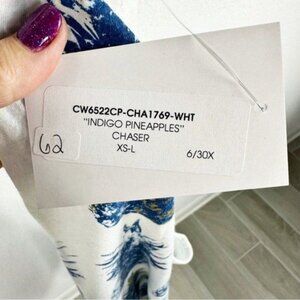 CW6522CP-CHA1769-WHT
"INDIGO PINEAPPLES"
CHASER
XS-L 6/30X
62